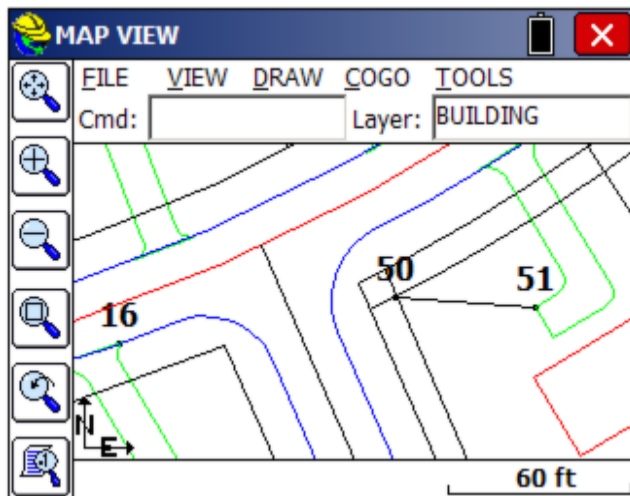 MAP VIEW
FILE VIEW DRAW COGO TOOLS
Cmd: Layer: BUILDING
50 51
16
N
E
60 ft